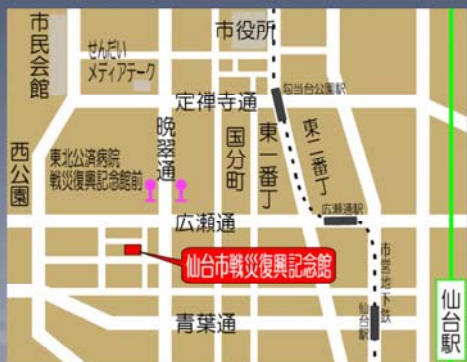 市民会館
せんだい
メディアテーク
市役所
勾当台公園駅
定禅寺通
西公園
東北公済病院
戦災復興記念館前
晩翠通
国分町
東一番丁
東二番丁
広瀬通
広瀬通駅
仙台市戦災復興記念館
市営地下鉄
仙台駅
青葉通
仙台駅